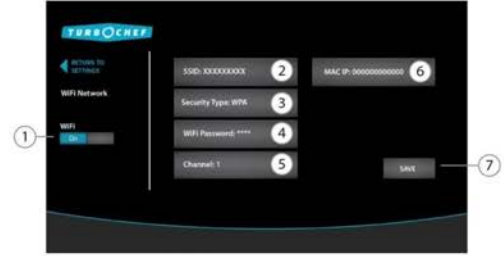 TURBOCHEF
RETURN TO
SETTINGS
WiFi Network
WiFi
On
1
SSID: XXXXXXXXX
2
Security Type: WPA
3
WiFi Password: ****
4
Channel: 1
5
MAC IP: 000000000000
6
SAVE
7